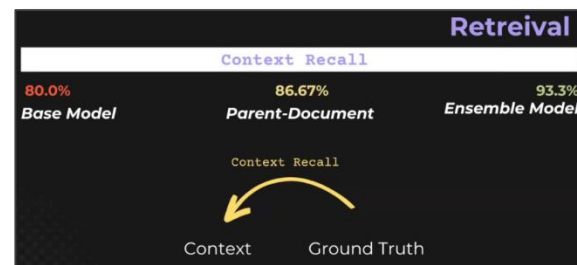 Retreival
Context Recall
80.0% 86.67% 93.3%
Base Model Parent-Document Ensemble Model
Context Recall
Context Ground Truth